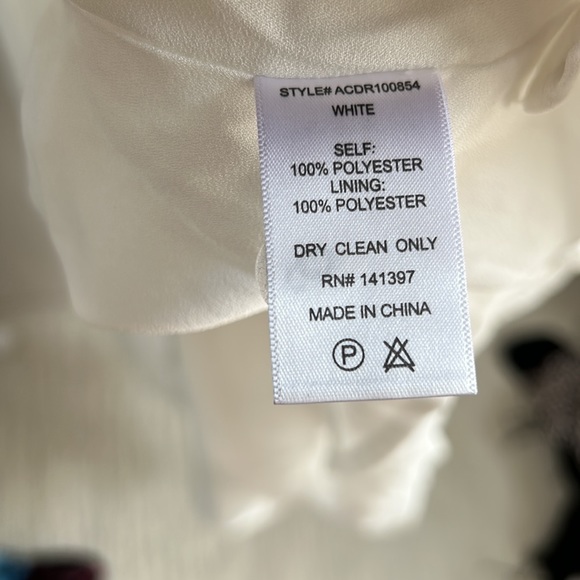 STYLE# ACDR100854
WHITE
SELF:
100% POLYESTER
LINING:
100% POLYESTER
DRY CLEAN ONLY
RN# 141397
MADE IN CHINA
P